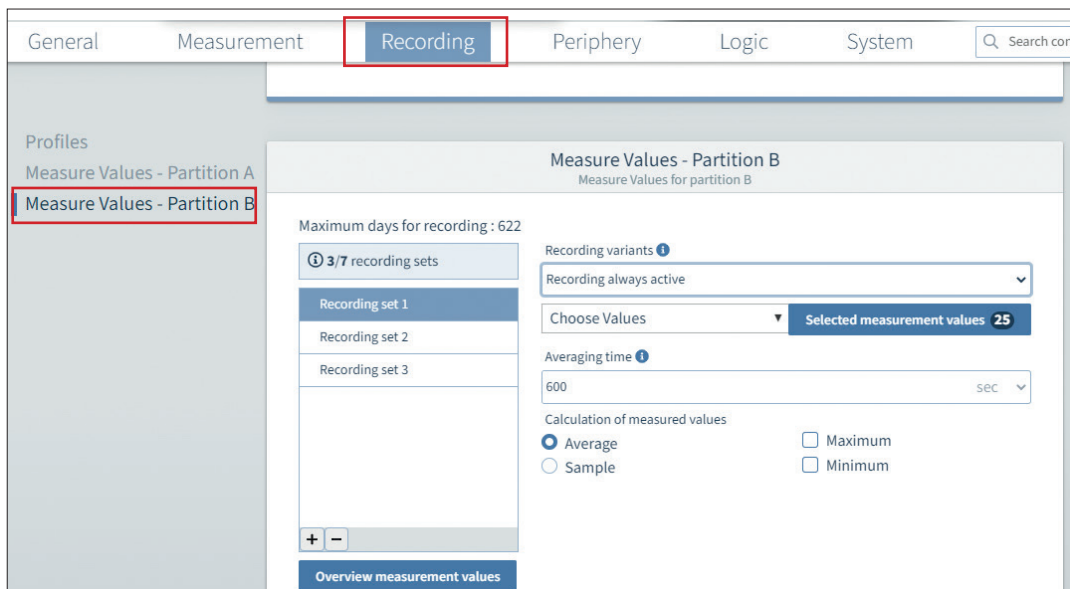 General Measurement Recording Periphery Logic System Search con
Profiles
Measure Values - Partition A
Measure Values - Partition B
Measure Values - Partition B
Measure Values for partition B
Maximum days for recording : 622
3/7 recording sets
Recording set 1
Recording set 2
Recording set 3
+ −
Overview measurement values
Recording variants
Recording always active
Choose Values Selected measurement values 25
Averaging time
600 sec
Calculation of measured values
Average Maximum
Sample Minimum